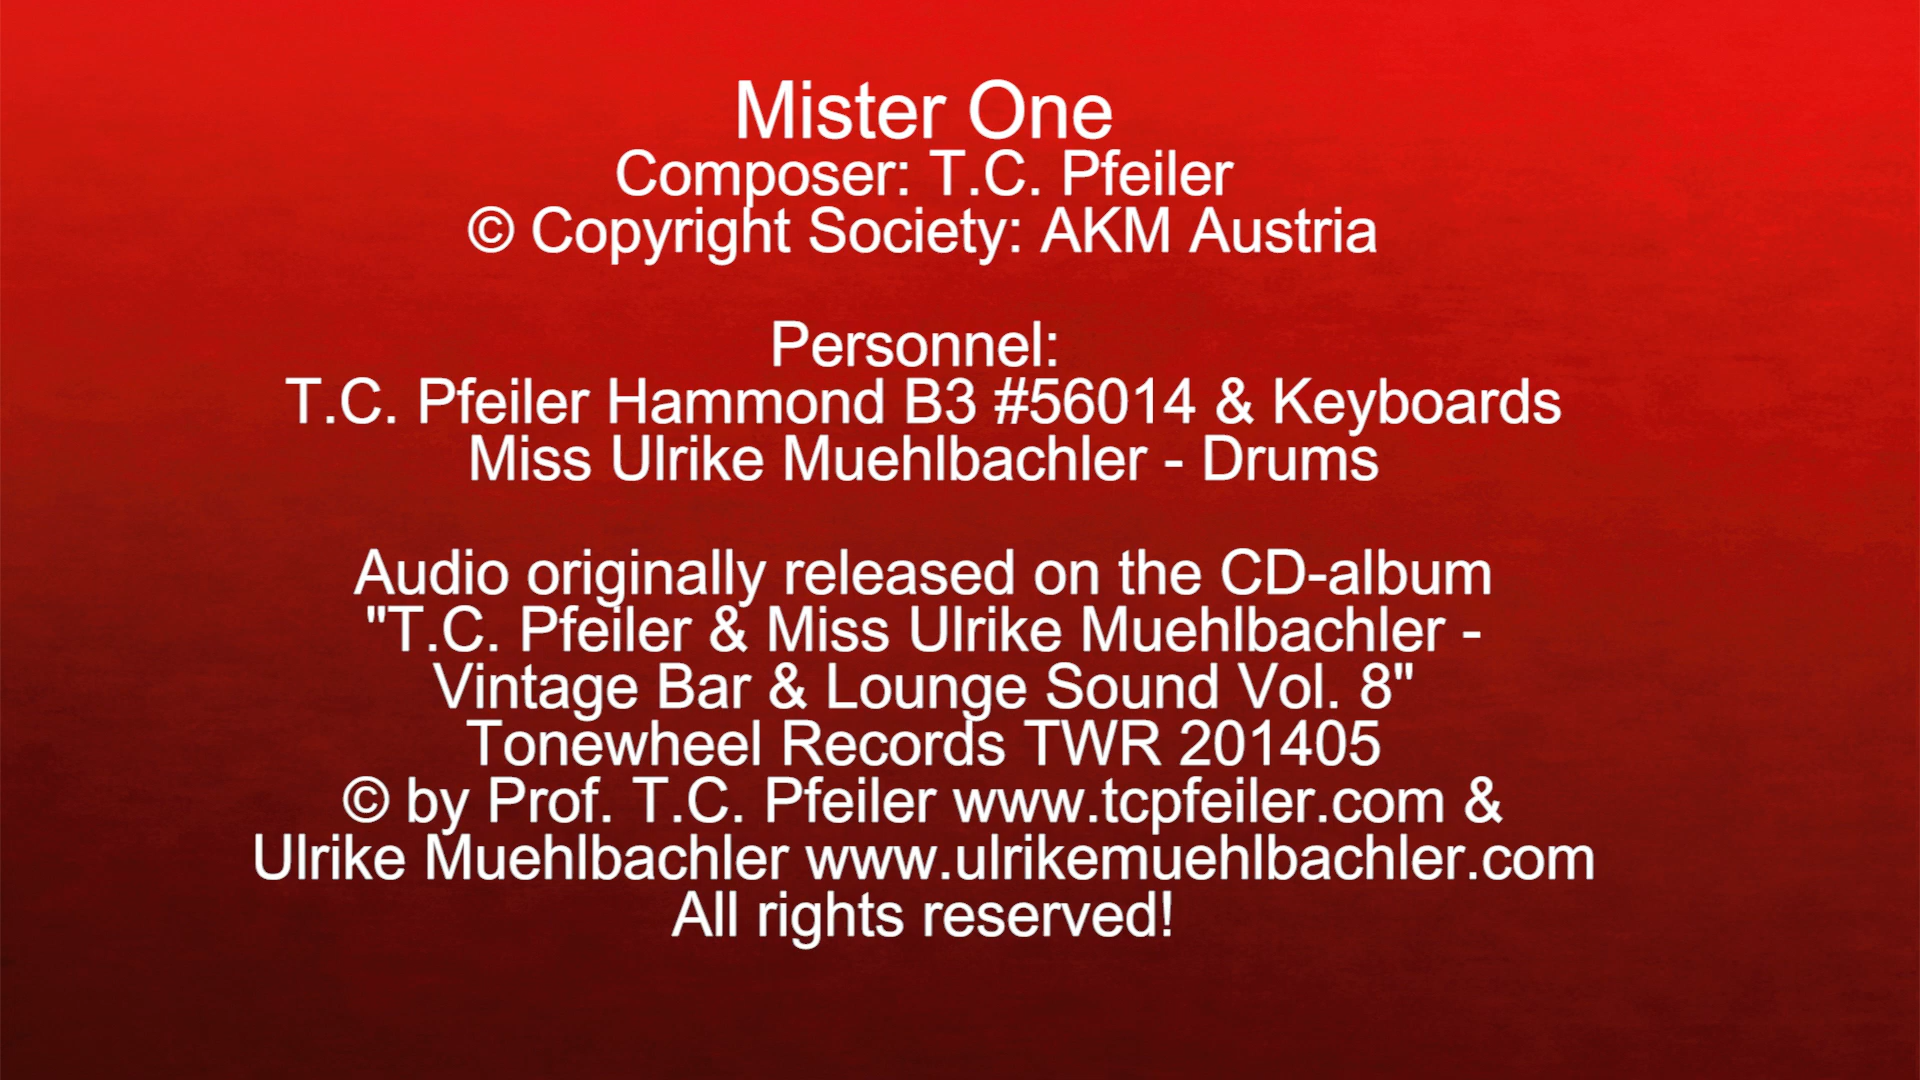 Mister One
Composer: T.C. Pfeiler
© Copyright Society: AKM Austria
Personnel:
T.C. Pfeiler Hammond B3 #56014 & Keyboards
Miss Ulrike Muehlbachler - Drums
Audio originally released on the CD-album
"T.C. Pfeiler & Miss Ulrike Muehlbachler -
Vintage Bar & Lounge Sound Vol. 8"
Tonewheel Records TWR 201405
© by Prof. T.C. Pfeiler www.tcpfeiler.com &
Ulrike Muehlbachler www.ulrikemuehlbachler.com
All rights reserved!